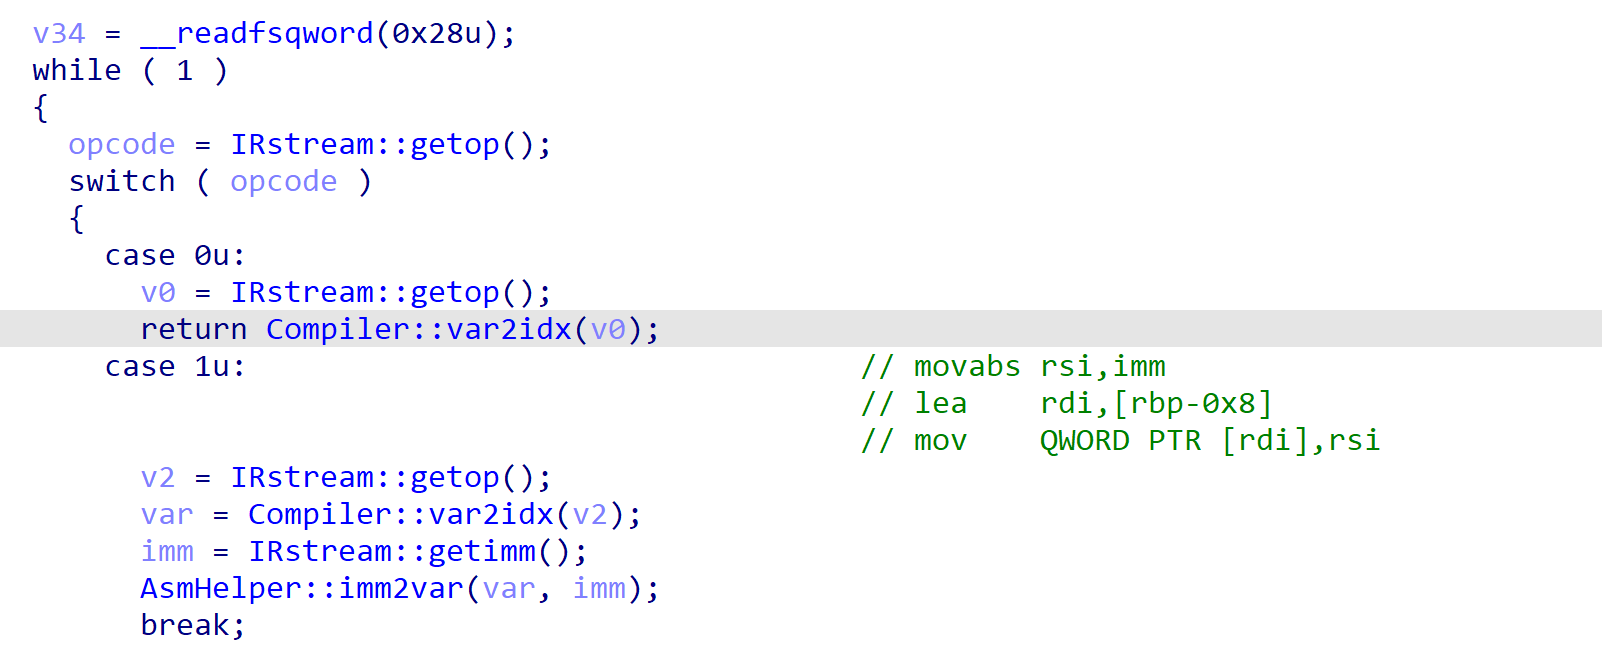 v34 = __readfsqword(0x28u);
while ( 1 )
{
opcode = IRstream::getop();
switch ( opcode )
{
case 0u:
v0 = IRstream::getop();
return Compiler::var2idx(v0);
case 1u: // movabs rsi,imm
// lea rdi,[rbp-0x8]
// mov QWORD PTR [rdi],rsi
v2 = IRstream::getop();
var = Compiler::var2idx(v2);
imm = IRstream::getimm();
AsmHelper::imm2var(var, imm);
break;